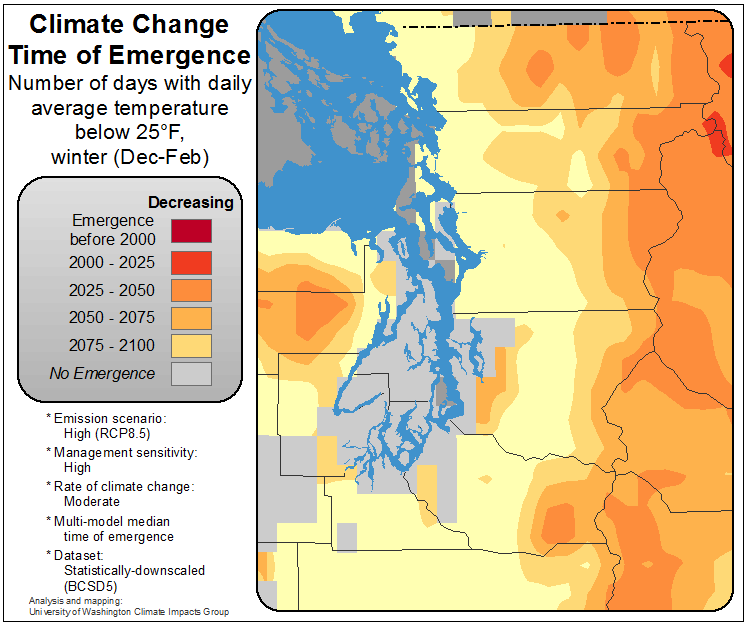 Climate Change
Time of Emergence
Number of days with daily
average temperature
below 25°F,
winter (Dec-Feb)
Decreasing
Emergence
before 2000
2000 - 2025
2025 - 2050
2050 - 2075
2075 - 2100
No Emergence
* Emission scenario:
High (RCP8.5)
* Management sensitivity:
High
* Rate of climate change:
Moderate
* Multi-model median
time of emergence
* Dataset:
Statistically-downscaled
(BCSD5)
Analysis and mapping:
University of Washington Climate Impacts Group